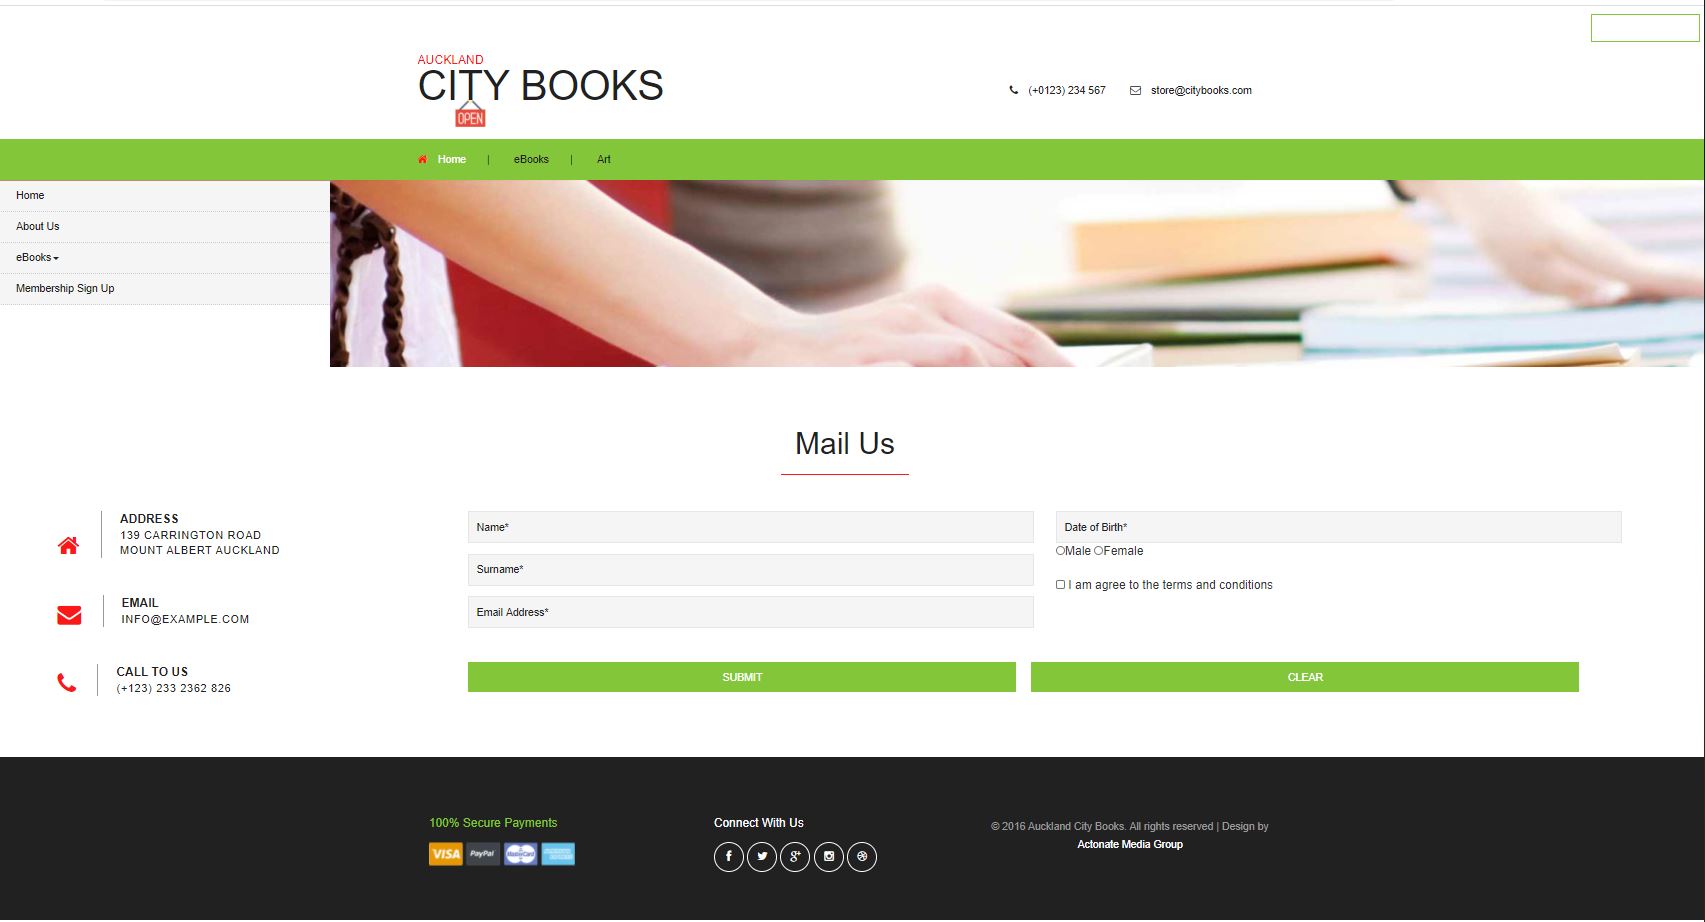 AUCKLAND
CITY BOOKS
OPEN
(+0123) 234 567 store@citybooks.com
Home | eBooks | Art
Home
About Us
eBooks
Membership Sign Up
Mail Us
ADDRESS
139 CARRINGTON ROAD
MOUNT ALBERT AUCKLAND
EMAIL
INFO@EXAMPLE.COM
CALL TO US
(+123) 233 2362 826
Name*
Surname*
Email Address*
Date of Birth*
Male Female
I am agree to the terms and conditions
SUBMIT CLEAR
100% Secure Payments
VISA PayPal MasterCard
Connect With Us
© 2016 Auckland City Books. All rights reserved | Design by
Actonate Media Group